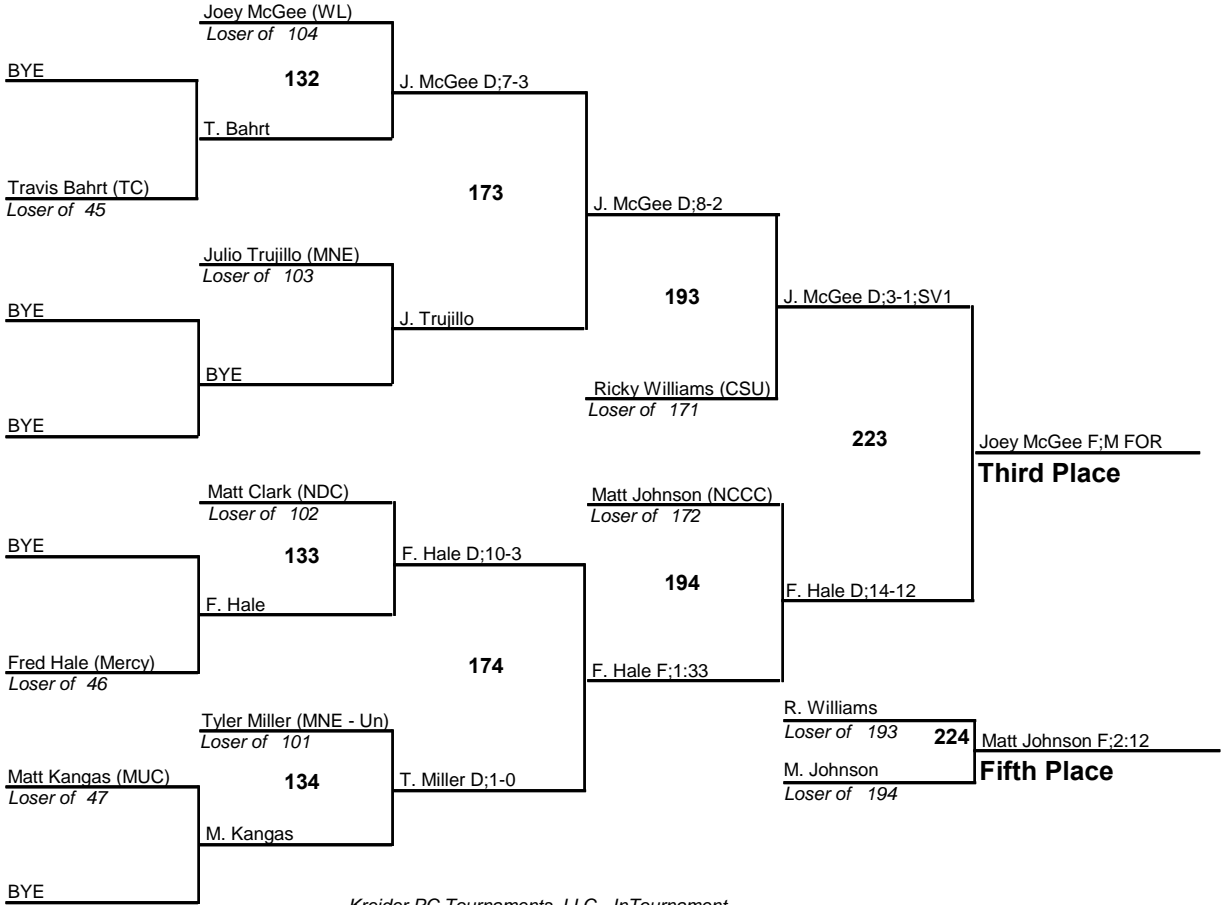 Joey McGee (WL)
Loser of 104
BYE
132
J. McGee D;7-3
T. Bahrt
Travis Bahrt (TC)
Loser of 45
173
J. McGee D;8-2
Julio Trujillo (MNE)
Loser of 103
193
J. McGee D;3-1;SV1
BYE
J. Trujillo
BYE
Ricky Williams (CSU)
Loser of 171
BYE
223
Joey McGee F;M FOR
Third Place
Matt Clark (NDC)
Loser of 102
Matt Johnson (NCCC)
Loser of 172
BYE
133
F. Hale D;10-3
194
F. Hale D;14-12
F. Hale
Fred Hale (Mercy)
Loser of 46
174
F. Hale F;1:33
Tyler Miller (MNE - Un)
Loser of 101
R. Williams
Loser of 193
224
Matt Johnson F;2:12
Fifth Place
Matt Kangas (MUC)
Loser of 47
134
T. Miller D;1-0
M. Johnson
Loser of 194
M. Kangas
BYE